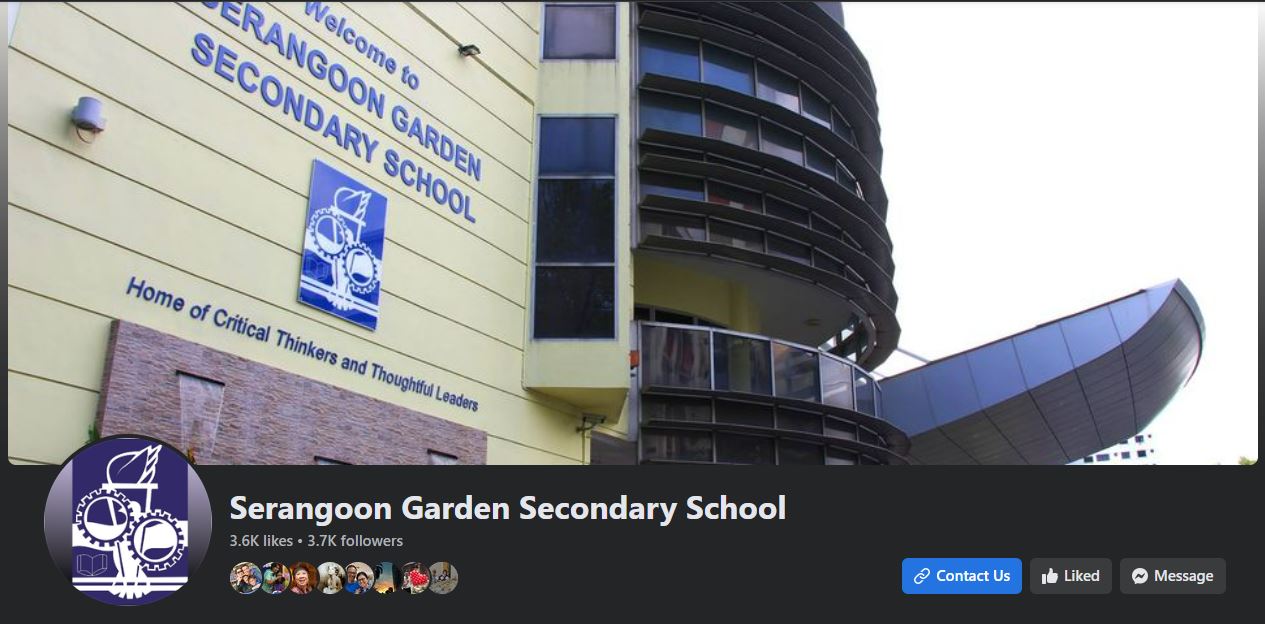 Welcome to
SERANGOON GARDEN
SECONDARY SCHOOL
Home of Critical Thinkers and Thoughtful Leaders
Serangoon Garden Secondary School
3.6K likes • 3.7K followers
Contact Us
Liked
Message